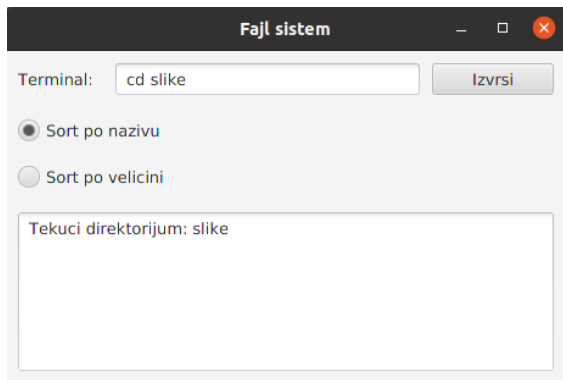 Fajl sistem
Terminal: cd slike Izvrsi
Sort po nazivu
Sort po velicini
Tekuci direktorijum: slike